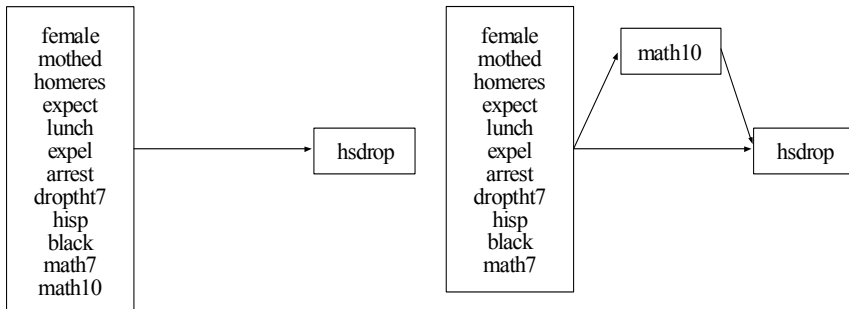 female
mothed
homeres
expect
lunch
expel
arrest
droptht7
hisp
black
math7
math10
hsdrop
female
mothed
homeres
expect
lunch
expel
arrest
droptht7
hisp
black
math7
math10
hsdrop